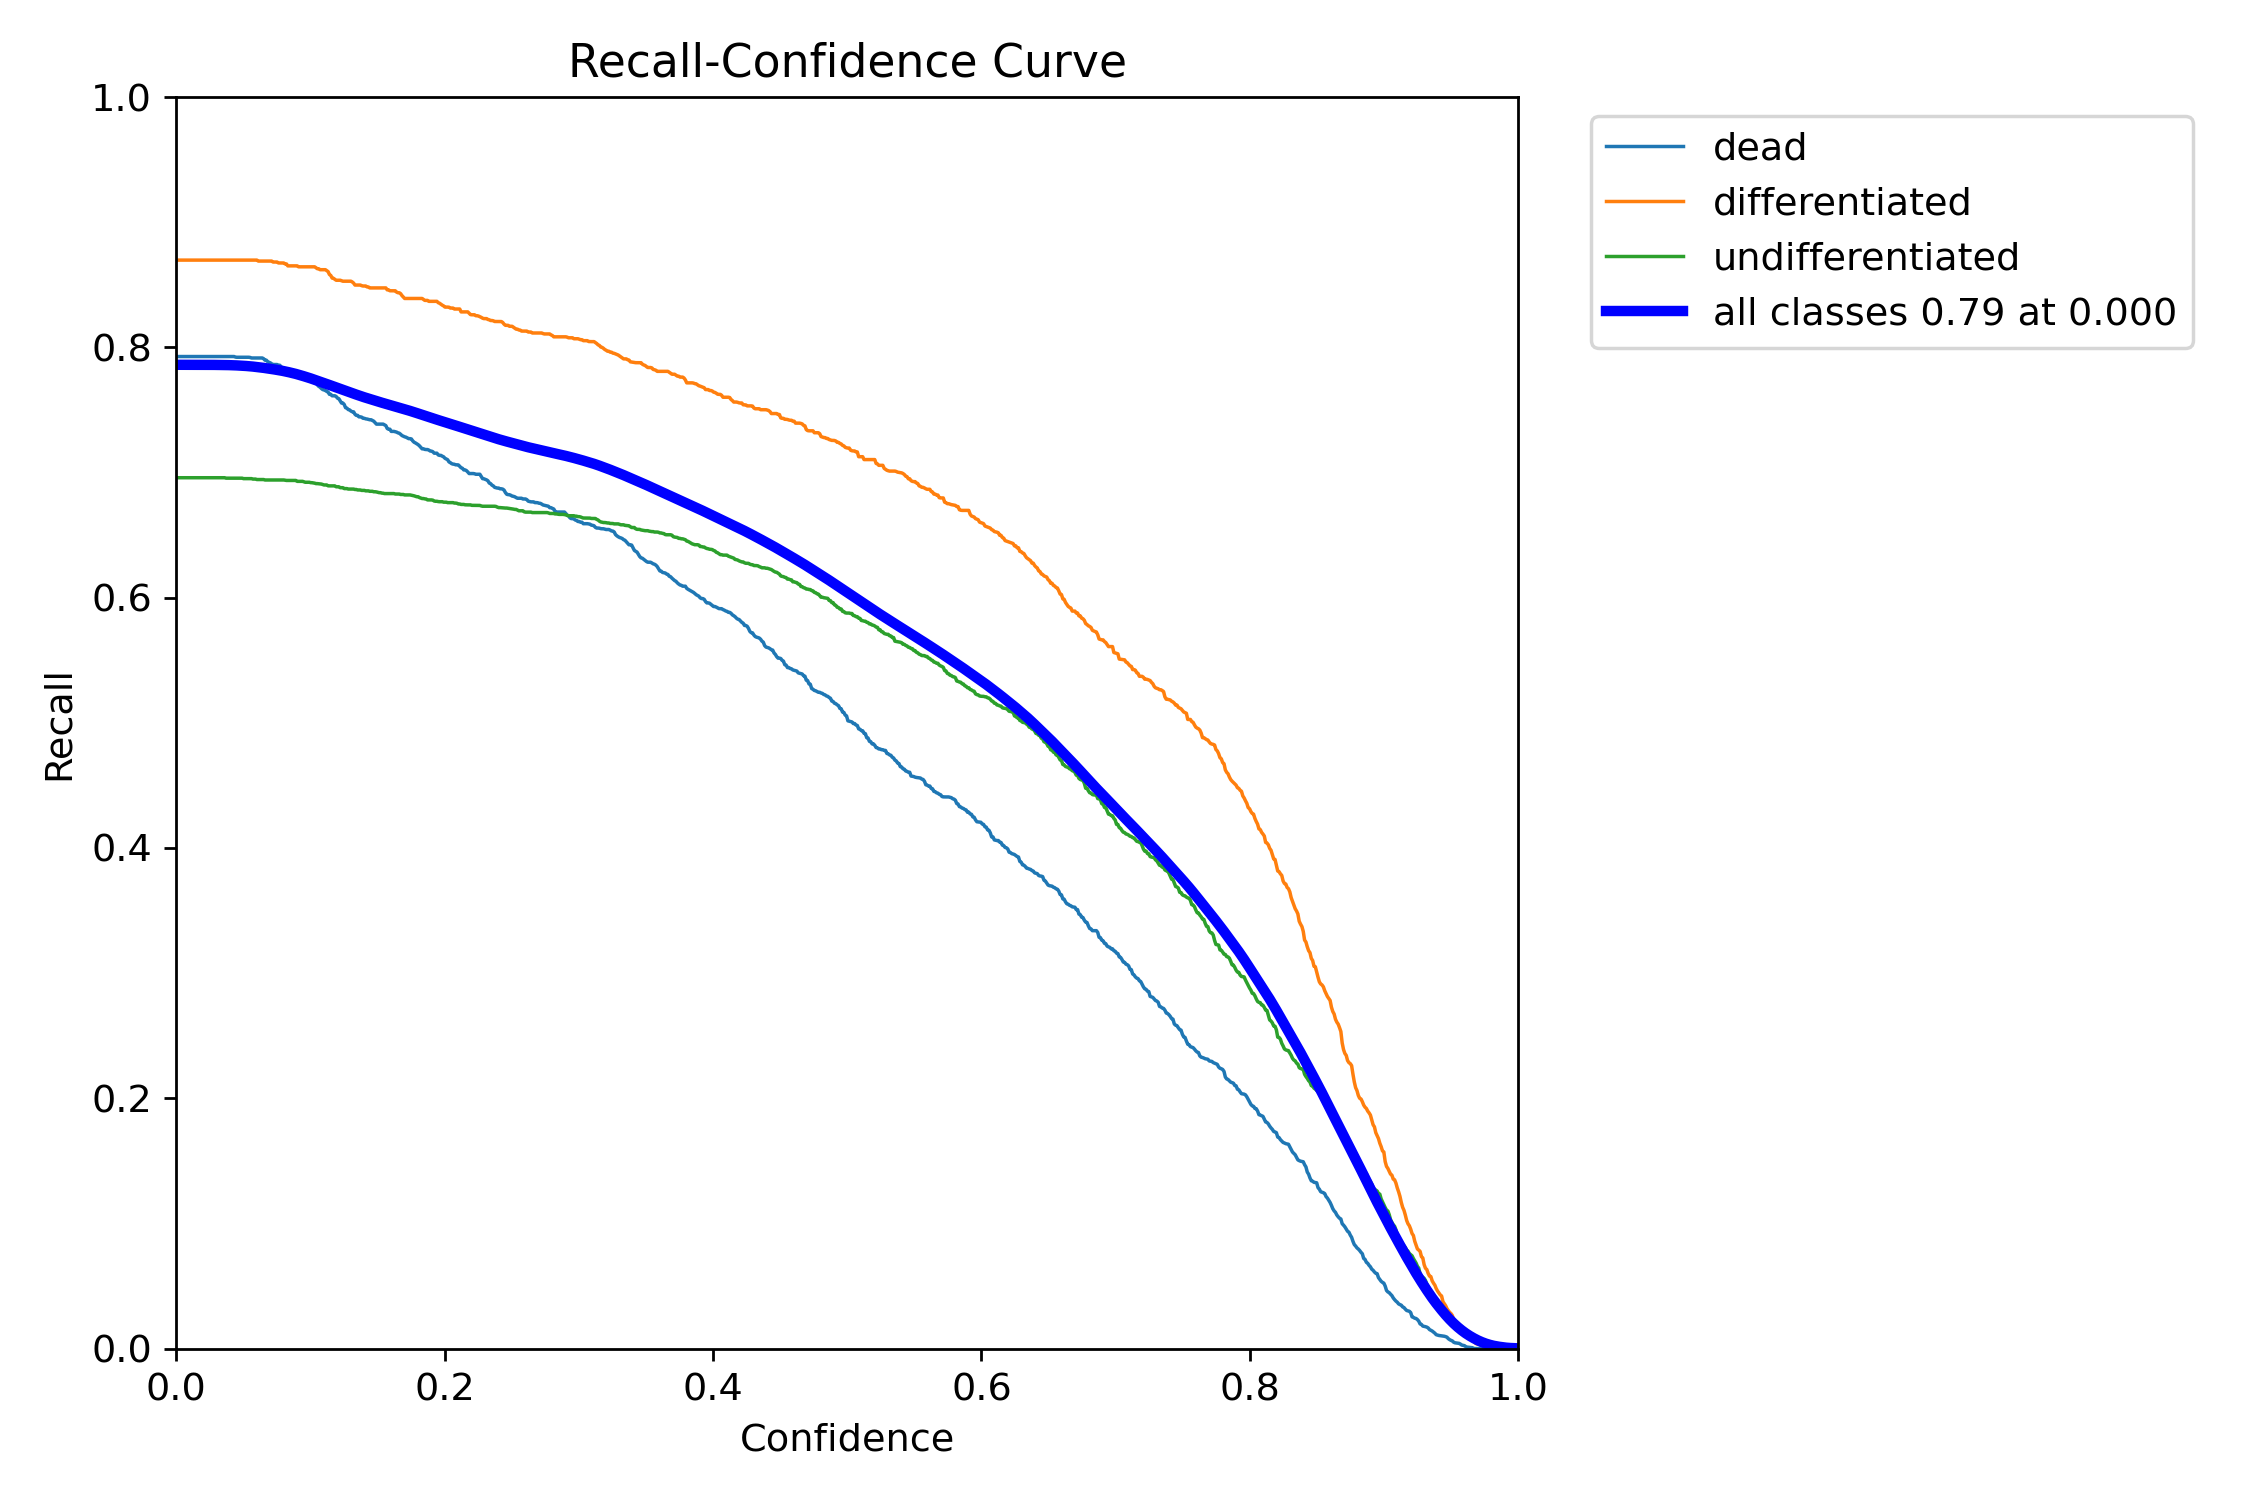 Recall-Confidence Curve
1.0
0.8
0.6
0.4
0.2
0.0
Recall
0.0 0.2 0.4 0.6 0.8 1.0
Confidence
dead
differentiated
undifferentiated
all classes 0.79 at 0.000